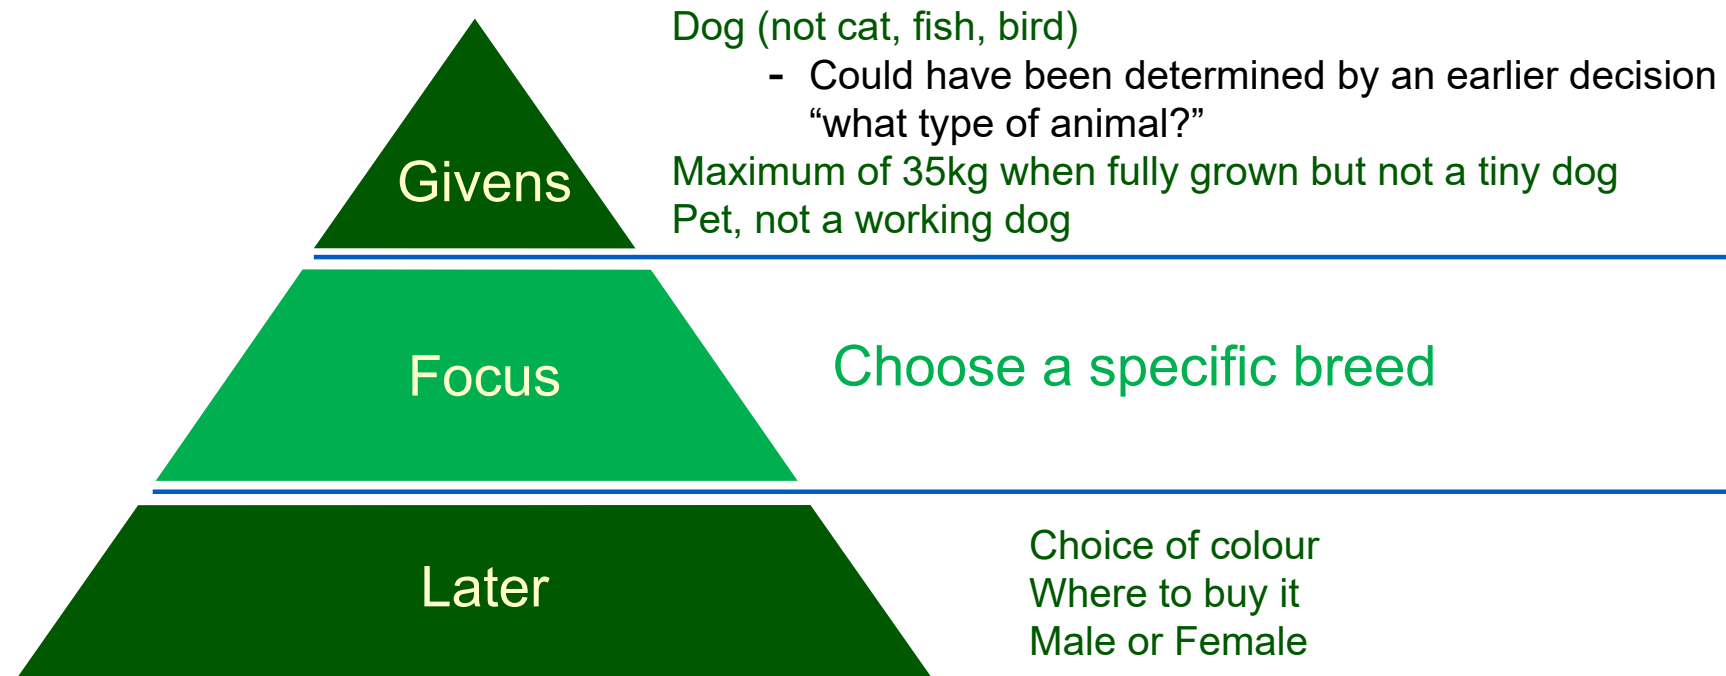 Dog (not cat, fish, bird)
- Could have been determined by an earlier decision
“what type of animal?”
Givens
Maximum of 35kg when fully grown but not a tiny dog
Pet, not a working dog
Focus
Choose a specific breed
Later
Choice of colour
Where to buy it
Male or Female